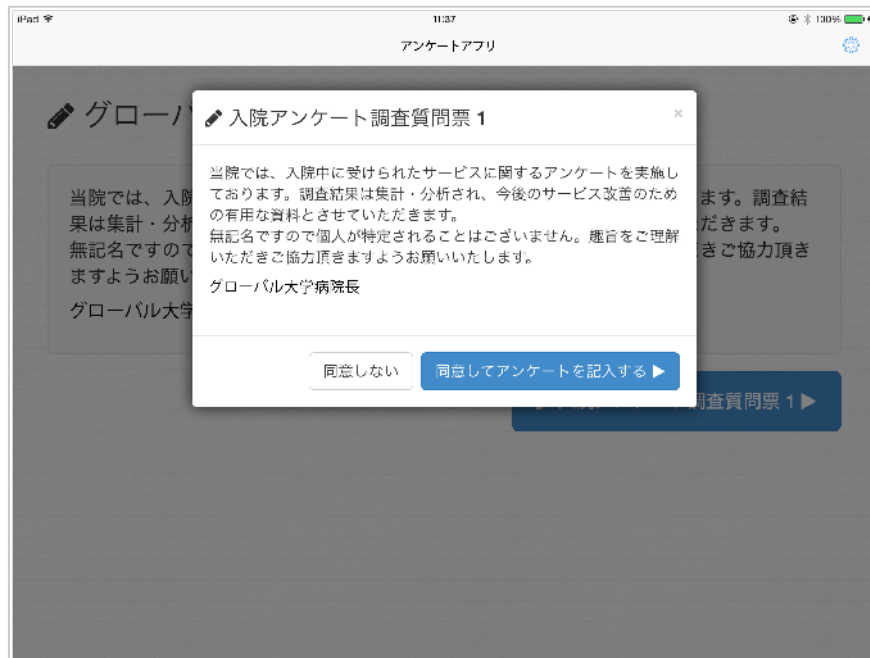 iPad
11:37
100%
アンケートアプリ
グローバ
入院アンケート調査質問票 1
×
当院では、入院中に受けられたサービスに関するアンケートを実施し
ております。調査結果は集計・分析され、今後のサービス改善のため
の有用な資料とさせていただきます。
無記名ですので個人が特定されることはございません。趣旨をご理解
いただきご協力頂きますようお願いいたします。
グローバル大学病院長
同意しない
同意してアンケートを記入する ▶
当院では、入院
ます。調査結
果は集計・分析
だきます。
無記名ですので
きご協力頂き
ますようお願い
グローバル大学
調査質問票 1 ▶